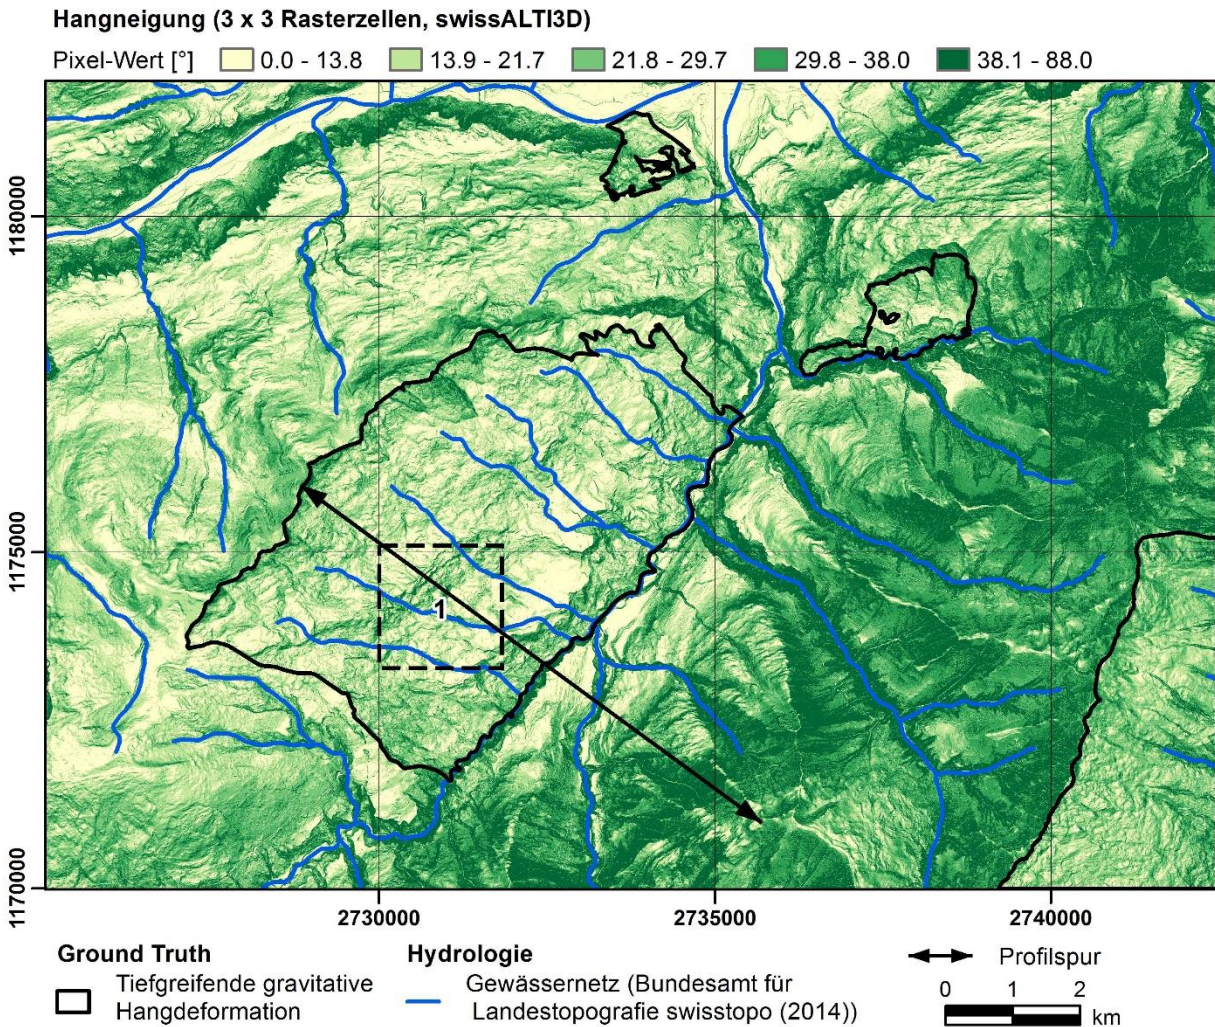 Hangneigung (3 x 3 Rasterzellen, swissALTI3D)
Pixel-Wert [°] 0.0 - 13.8 13.9 - 21.7 21.8 - 29.7 29.8 - 38.0 38.1 - 88.0
1180000
1175000
1
1170000
2730000 2735000 2740000
Ground Truth
Tiefgreifende gravitative
Hangdeformation
Hydrologie
Gewässernetz (Bundesamt für
Landestopografie swisstopo (2014))
Profilspur
0 1 2
km